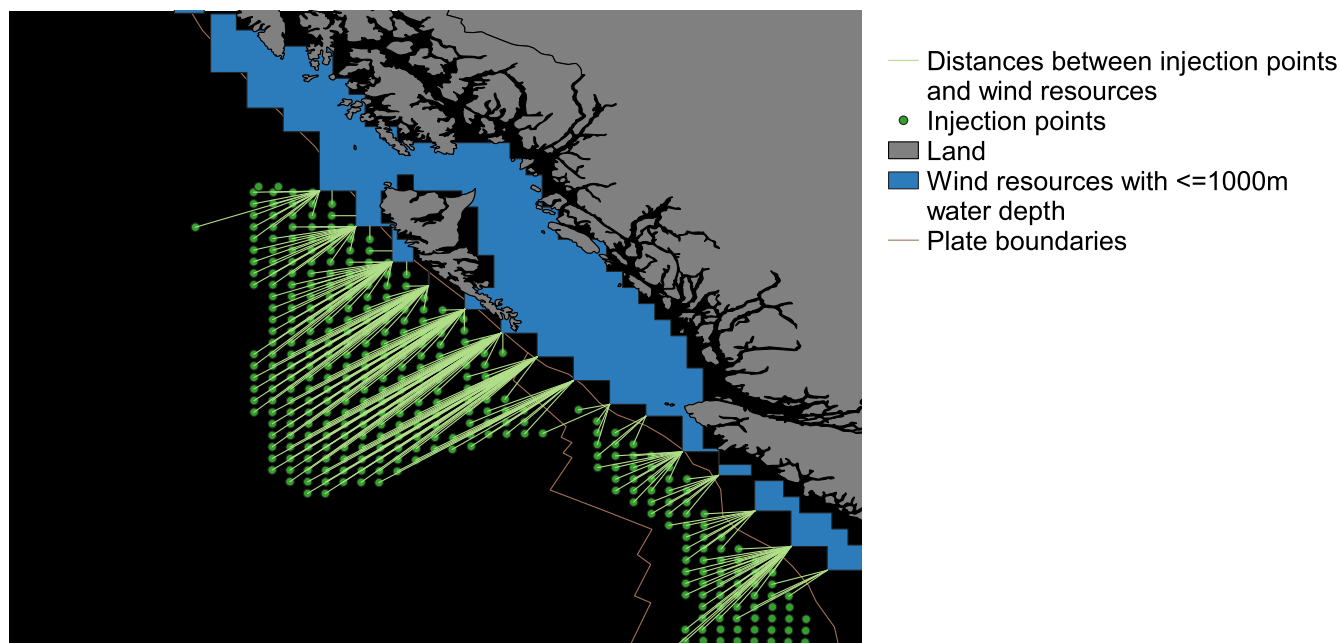 Distances between injection points
and wind resources
Injection points
Land
Wind resources with <=1000m
water depth
Plate boundaries